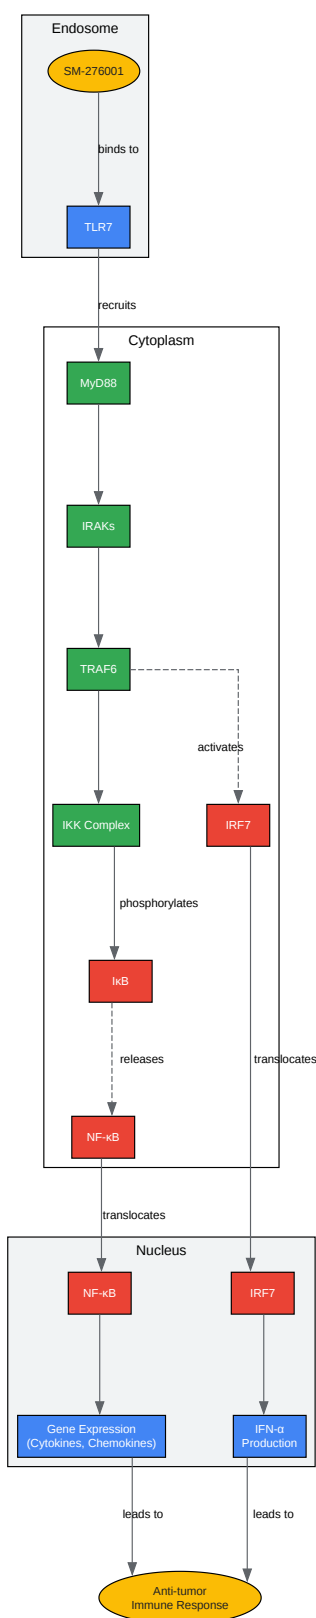 Endosome
SM-276001
binds to
TLR7
recruits
Cytoplasm
MyD88
IRAKs
TRAF6
activates
IKK Complex
IRF7
phosphorylates
IκB
releases
translocates
NF-κB
translocates
Nucleus
NF-κB
IRF7
Gene Expression
(Cytokines, Chemokines)
IFN-α
Production
leads to
leads to
Anti-tumor
Immune Response